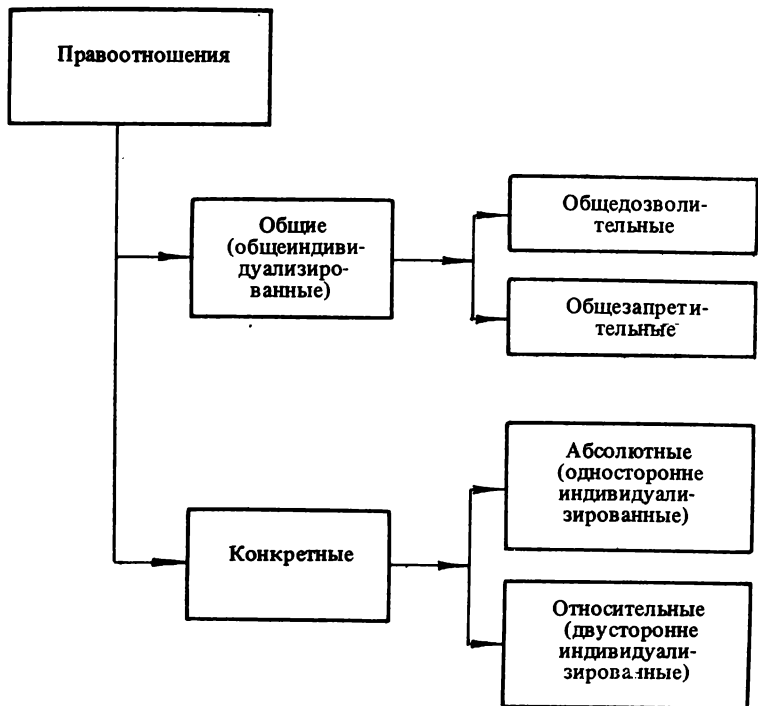 Правоотношения
Общие
(общеиндиви-
дуализиро-
ванные)
Общедозволи-
тельные
Общезапрети-
тельные
Конкретные
Абсолютные
(односторонне
индивидуали-
зированные)
Относительные
(двусторонне
индивидуали-
зированные)